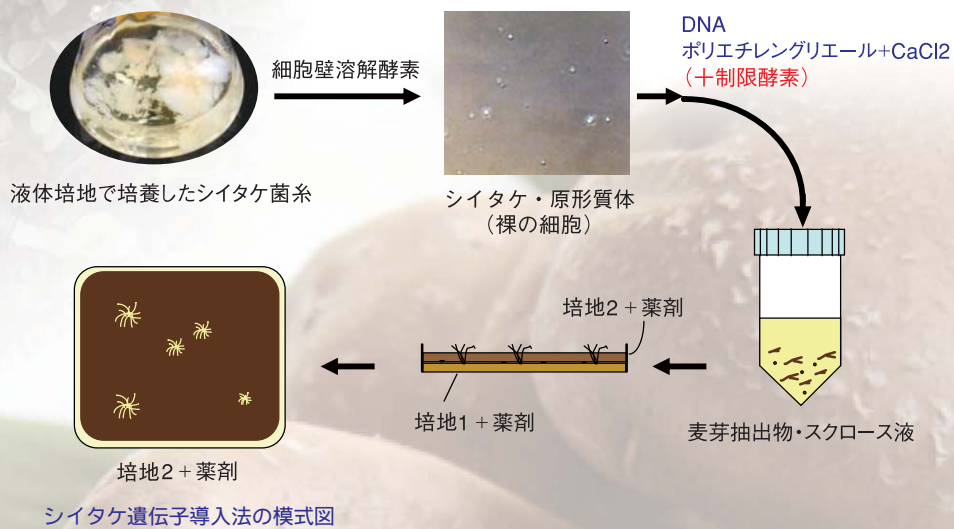 細胞壁溶解酵素
DNA
ポリエチレングリエール+CaCl2
（十制限酵素）
液体培地で培養したシイタケ菌糸
シイタケ・原形質体
（裸の細胞）
培地2＋薬剤
培地1＋薬剤
麦芽抽出物・スクロース液
培地2＋薬剤
シイタケ遺伝子導入法の模式図